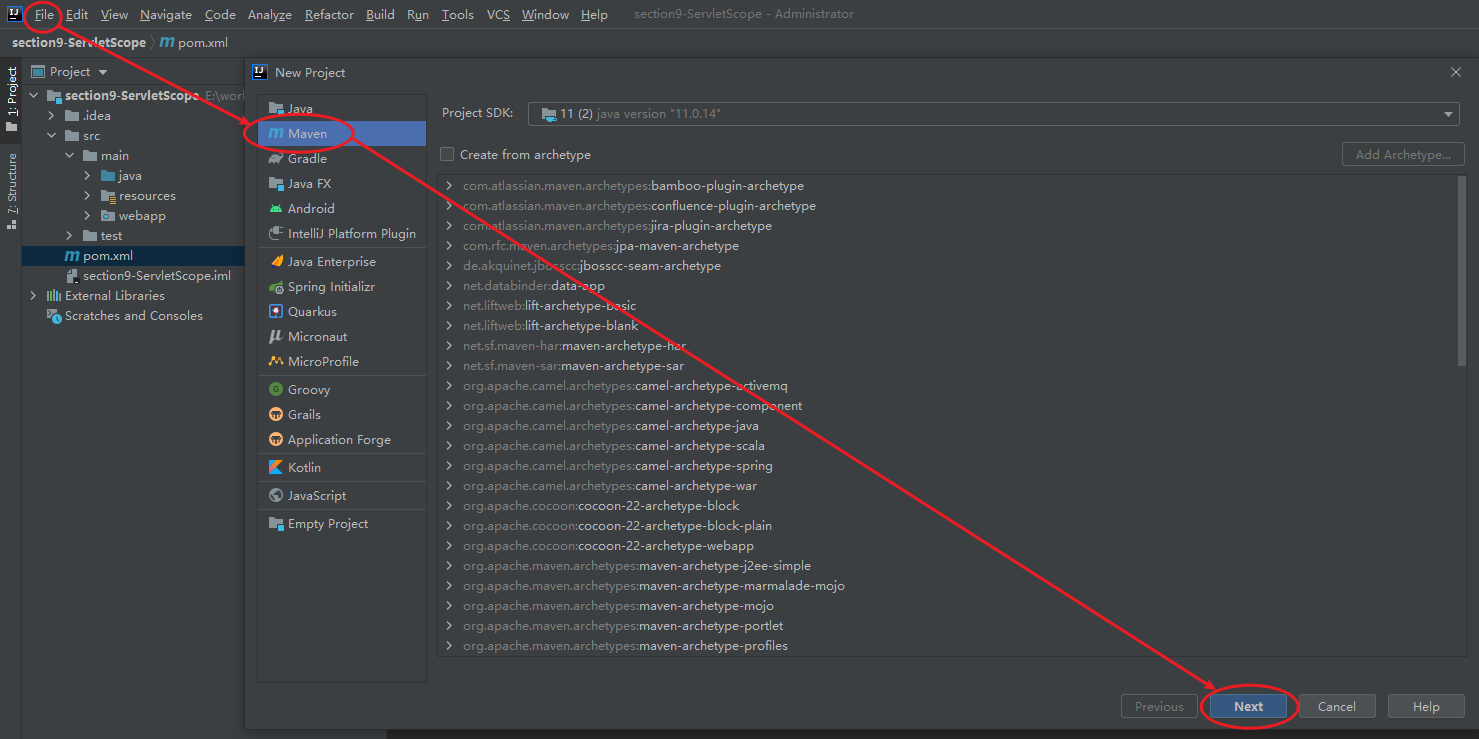 File Edit View Navigate Code Analyze Refactor Build Run Tools VCS Window Help section9-ServletScope - Administrator
section9-ServletScope pom.xml
1: Project
7: Structure
Project
section9-ServletScope E:\wor
.idea
src
main
java
resources
webapp
test
pom.xml
section9-ServletScope.iml
External Libraries
Scratches and Consoles
New Project
Java
Maven
Gradle
Java FX
Android
IntelliJ Platform Plugin
Java Enterprise
Spring Initializr
Quarkus
Micronaut
MicroProfile
Groovy
Grails
Application Forge
Kotlin
JavaScript
Empty Project
Project SDK: 11 (2) java version "11.0.14"
Create from archetype Add Archetype...
com.atlassian.maven.archetypes:bamboo-plugin-archetype
com.atlassian.maven.archetypes:confluence-plugin-archetype
com.atlassian.maven.archetypes:jira-plugin-archetype
com.rfc.maven.archetypes:jpa-maven-archetype
de.akquinet.jbosscc:jbosscc-seam-archetype
net.databinder:data-app
net.liftweb:lift-archetype-basic
net.liftweb:lift-archetype-blank
net.sf.maven-har:maven-archetype-har
net.sf.maven-sar:maven-archetype-sar
org.apache.camel.archetypes:camel-archetype-activemq
org.apache.camel.archetypes:camel-archetype-component
org.apache.camel.archetypes:camel-archetype-java
org.apache.camel.archetypes:camel-archetype-scala
org.apache.camel.archetypes:camel-archetype-spring
org.apache.camel.archetypes:camel-archetype-war
org.apache.cocoon:cocoon-22-archetype-block
org.apache.cocoon:cocoon-22-archetype-block-plain
org.apache.cocoon:cocoon-22-archetype-webapp
org.apache.maven.archetypes:maven-archetype-j2ee-simple
org.apache.maven.archetypes:maven-archetype-marmalade-mojo
org.apache.maven.archetypes:maven-archetype-mojo
org.apache.maven.archetypes:maven-archetype-portlet
org.apache.maven.archetypes:maven-archetype-profiles
Previous Next Cancel Help